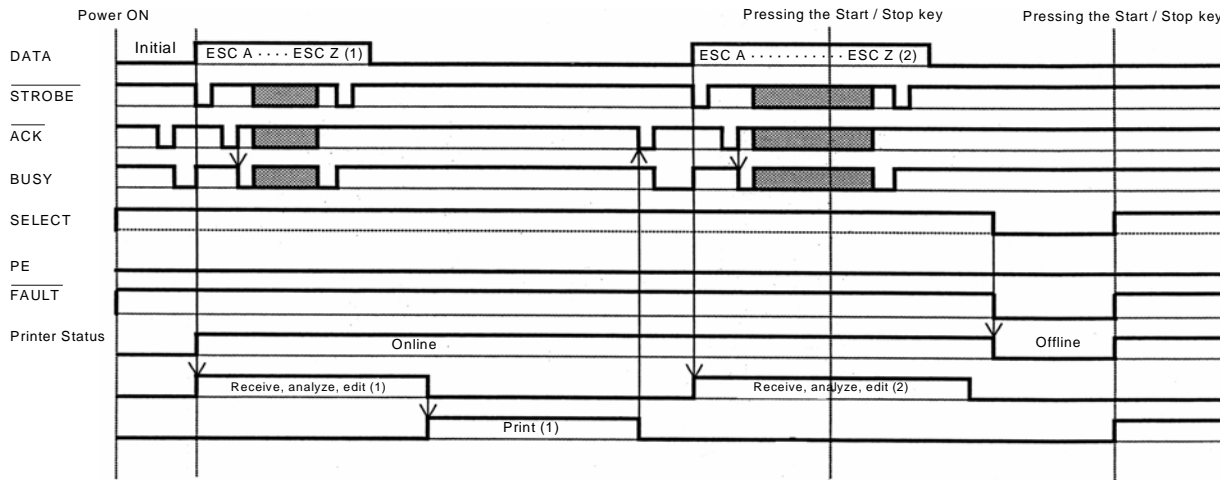 Power ON
Pressing the Start / Stop key
Pressing the Start / Stop key
DATA
Initial
ESC A ‧ ‧ ‧ ‧ ESC Z (1)
ESC A ‧ ‧ ‧ ‧ ‧ ‧ ‧ ‧ ‧ ‧ ‧ ESC Z (2)
STROBE
ACK
BUSY
SELECT
PE
FAULT
Printer Status
Online
Offline
Receive, analyze, edit (1)
Receive, analyze, edit (2)
Print (1)